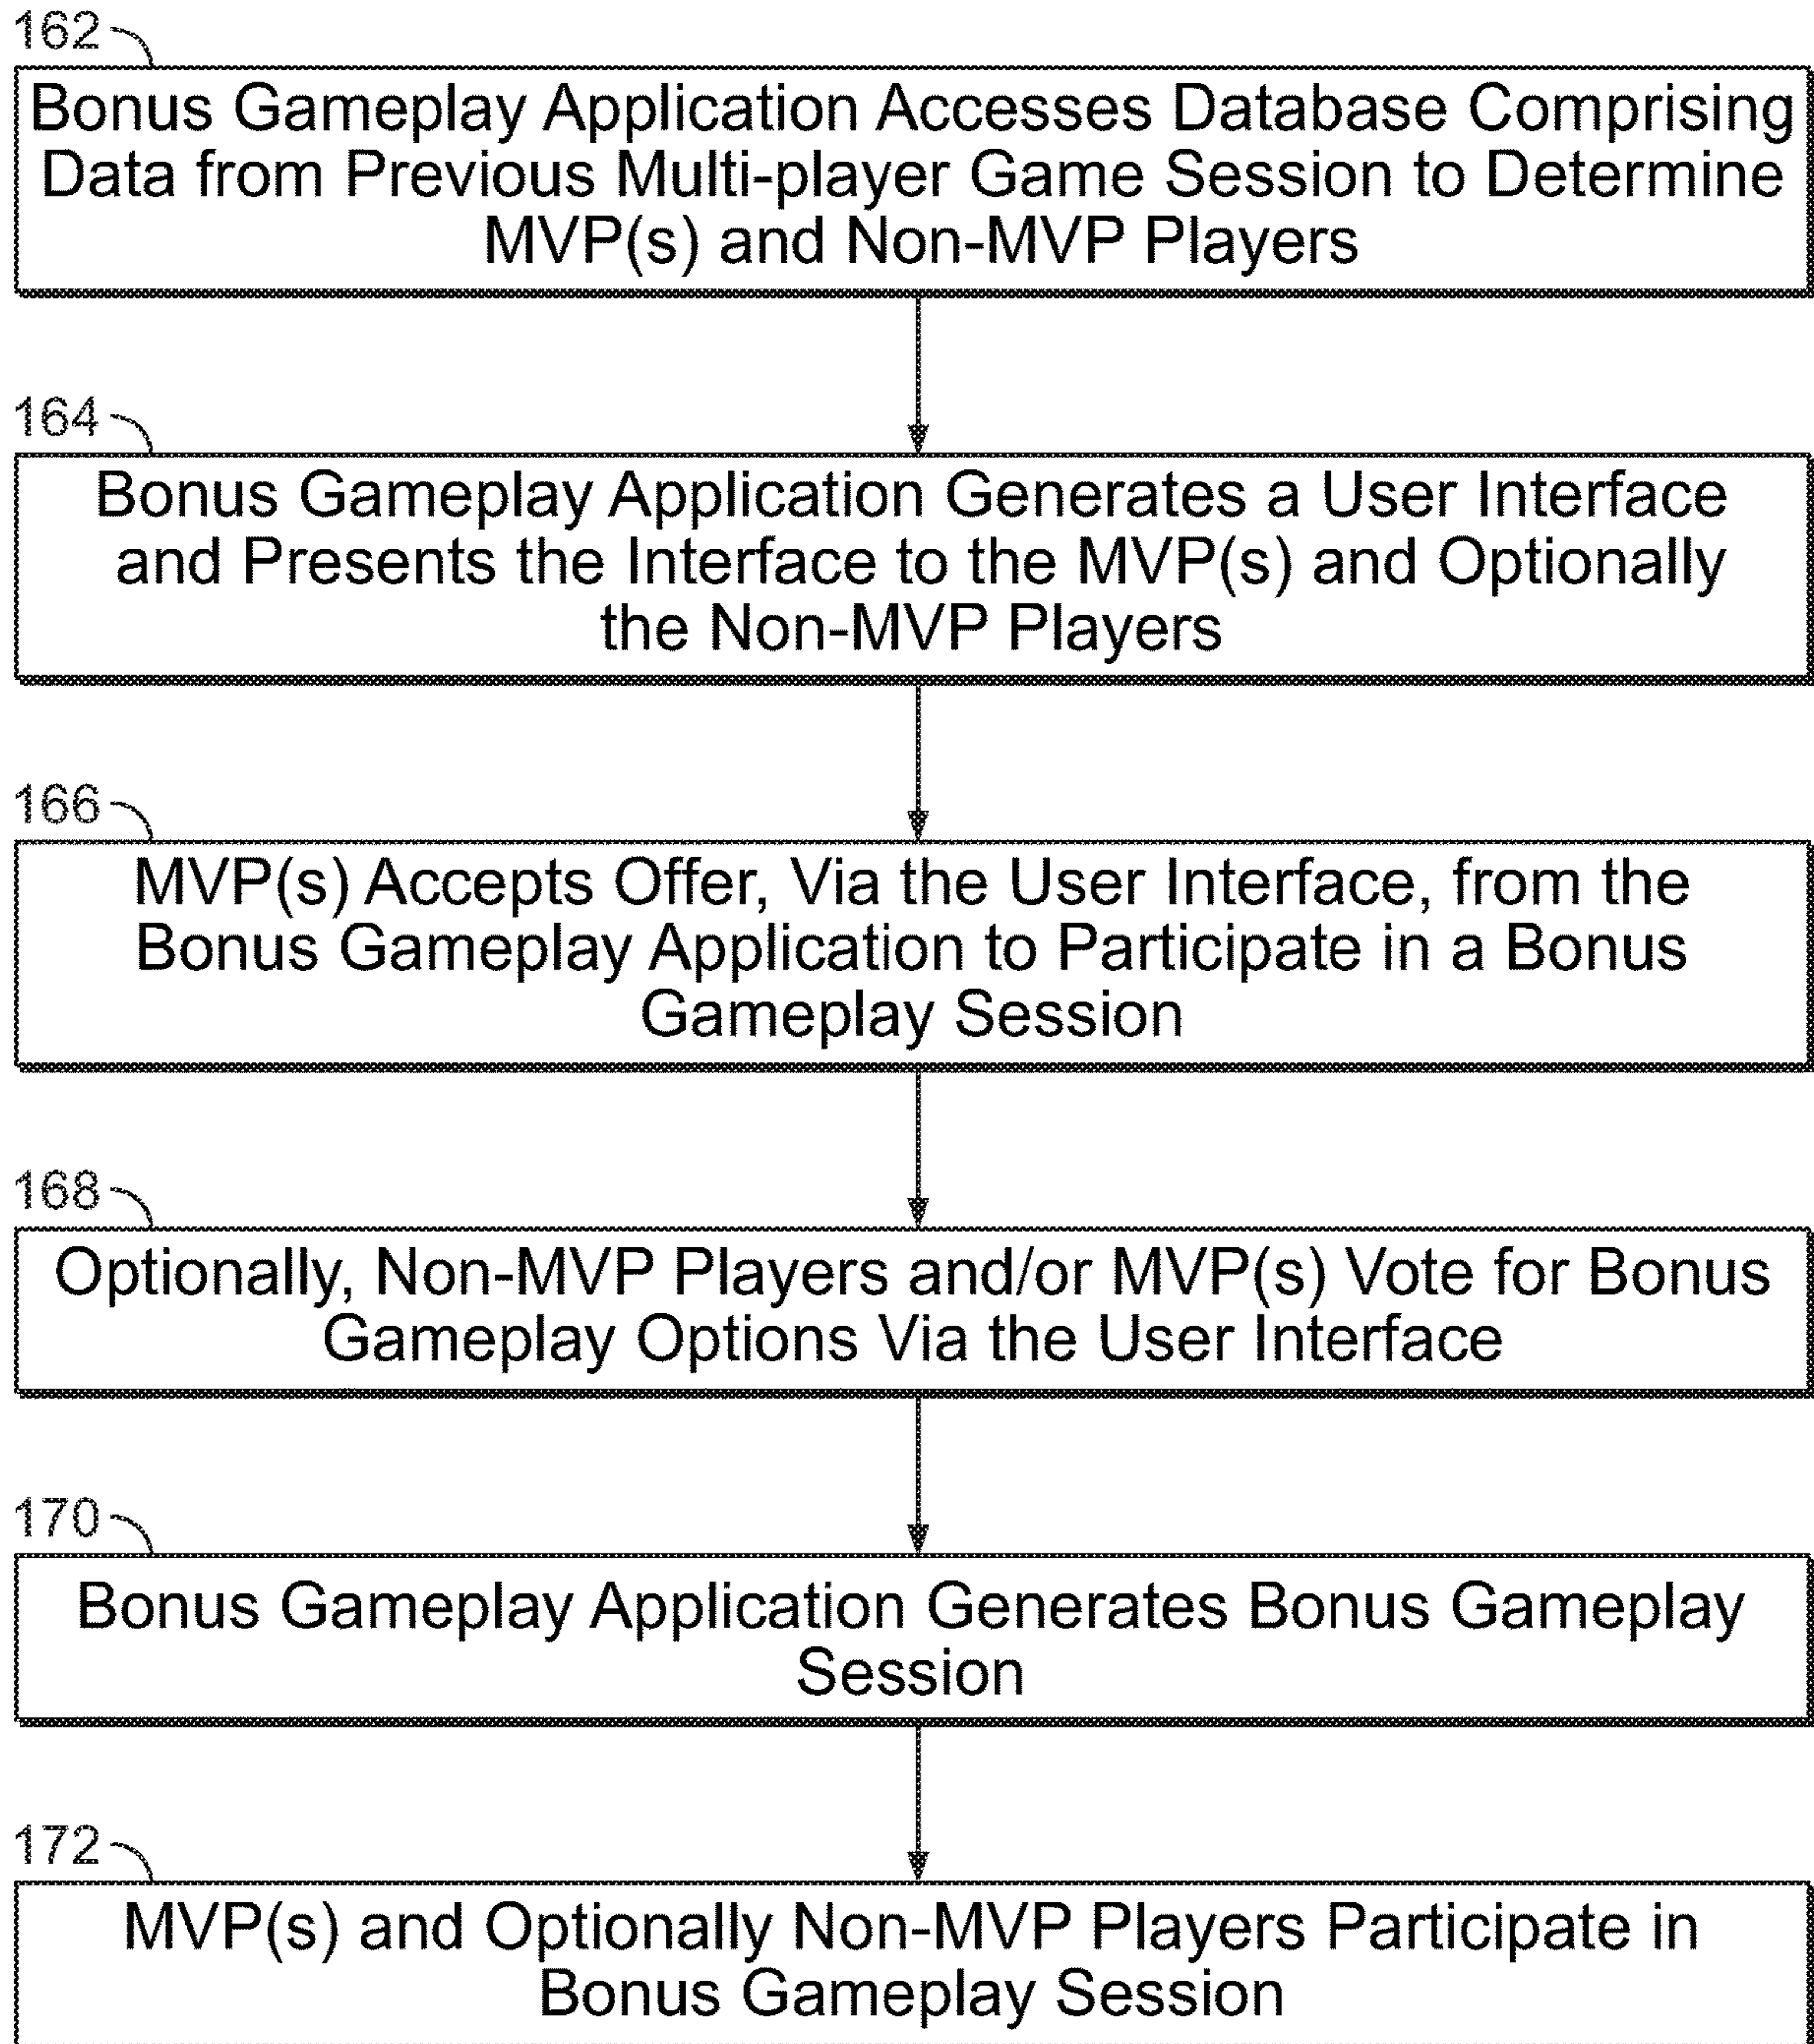 162
Bonus Gameplay Application Accesses Database Comprising
Data from Previous Multi-player Game Session to Determine
MVP(s) and Non-MVP Players
164
Bonus Gameplay Application Generates a User Interface
and Presents the Interface to the MVP(s) and Optionally
the Non-MVP Players
166
MVP(s) Accepts Offer, Via the User Interface, from the
Bonus Gameplay Application to Participate in a Bonus
Gameplay Session
168
Optionally, Non-MVP Players and/or MVP(s) Vote for Bonus
Gameplay Options Via the User Interface
170
Bonus Gameplay Application Generates Bonus Gameplay
Session
172
MVP(s) and Optionally Non-MVP Players Participate in
Bonus Gameplay Session